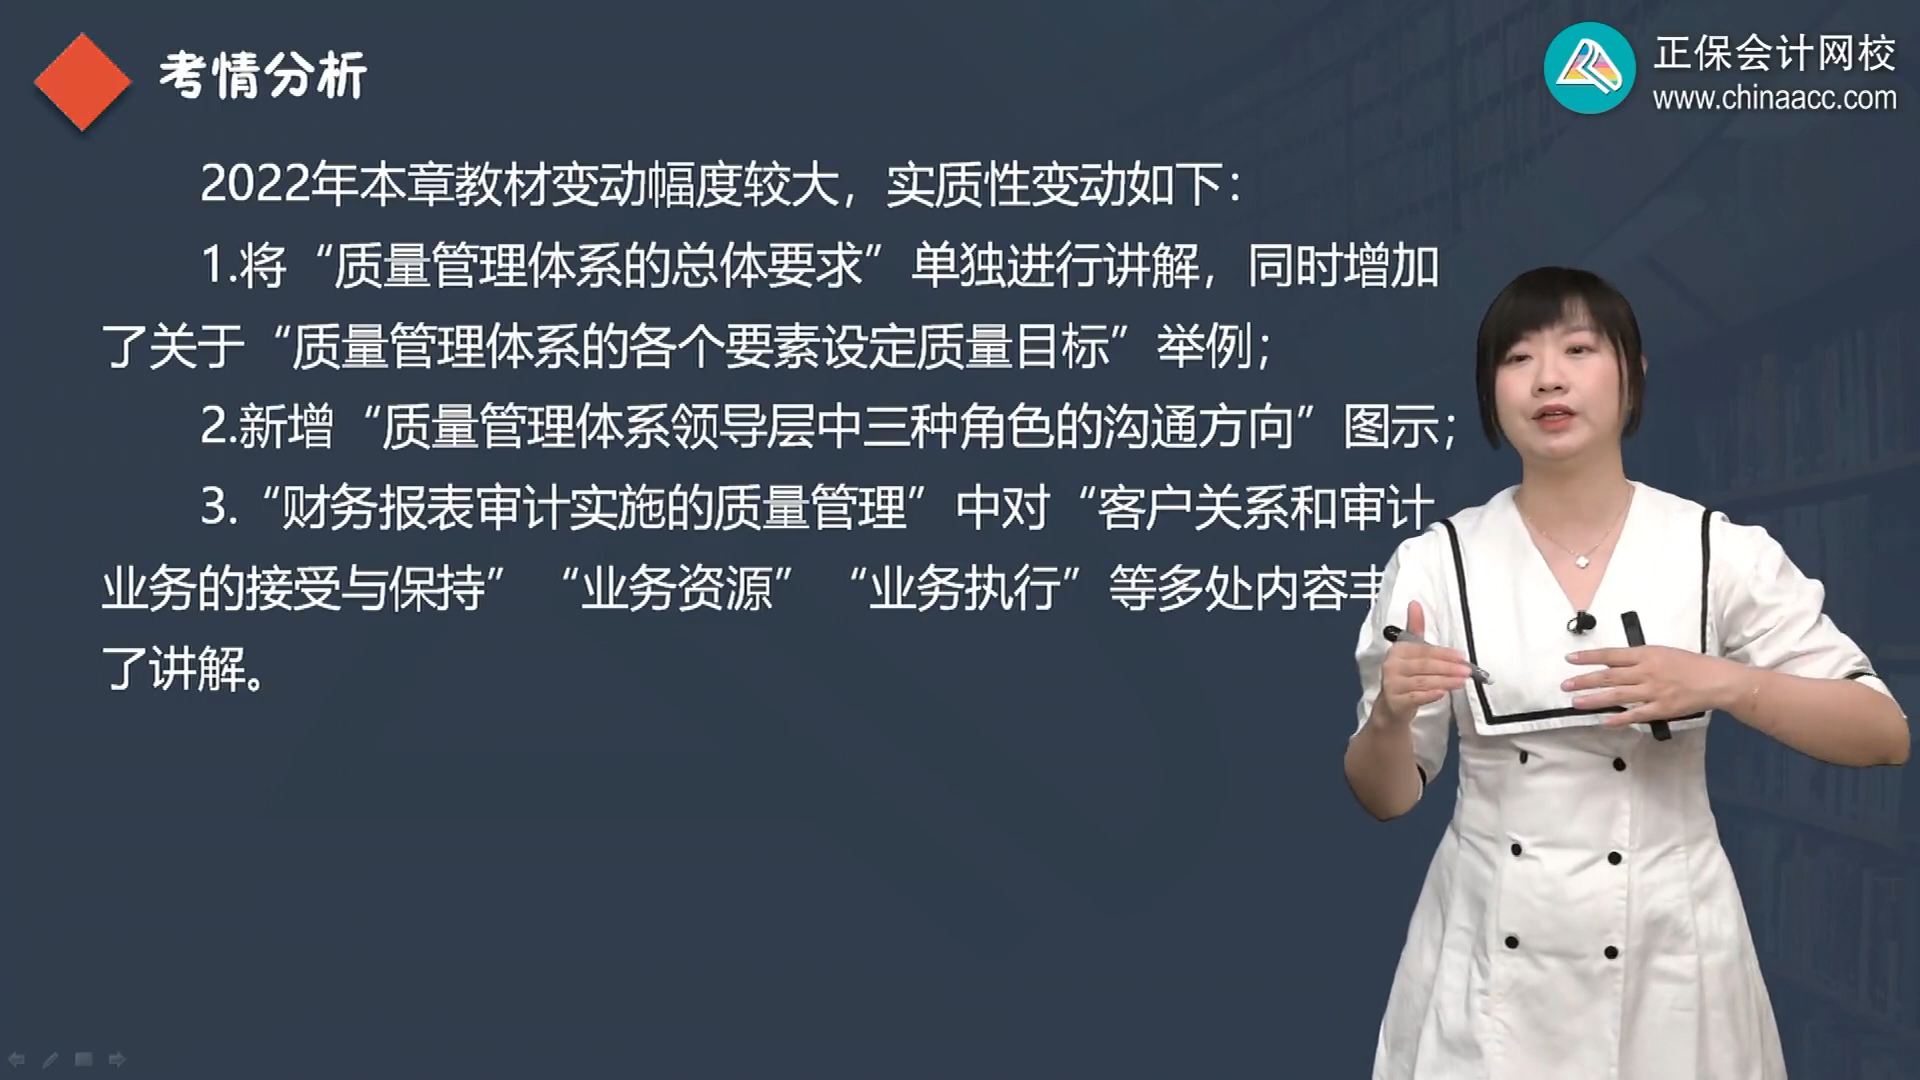 考情分析
正保会计网校
www.chinaacc.com
2022年本章教材变动幅度较大，实质性变动如下：
1.将“质量管理体系的总体要求”单独进行讲解，同时增加
了关于“质量管理体系的各个要素设定质量目标”举例；
2.新增“质量管理体系领导层中三种角色的沟通方向”图示；
3.“财务报表审计实施的质量管理”中对“客户关系和审计
业务的接受与保持”“业务资源”“业务执行”等多处内容丰
了讲解。